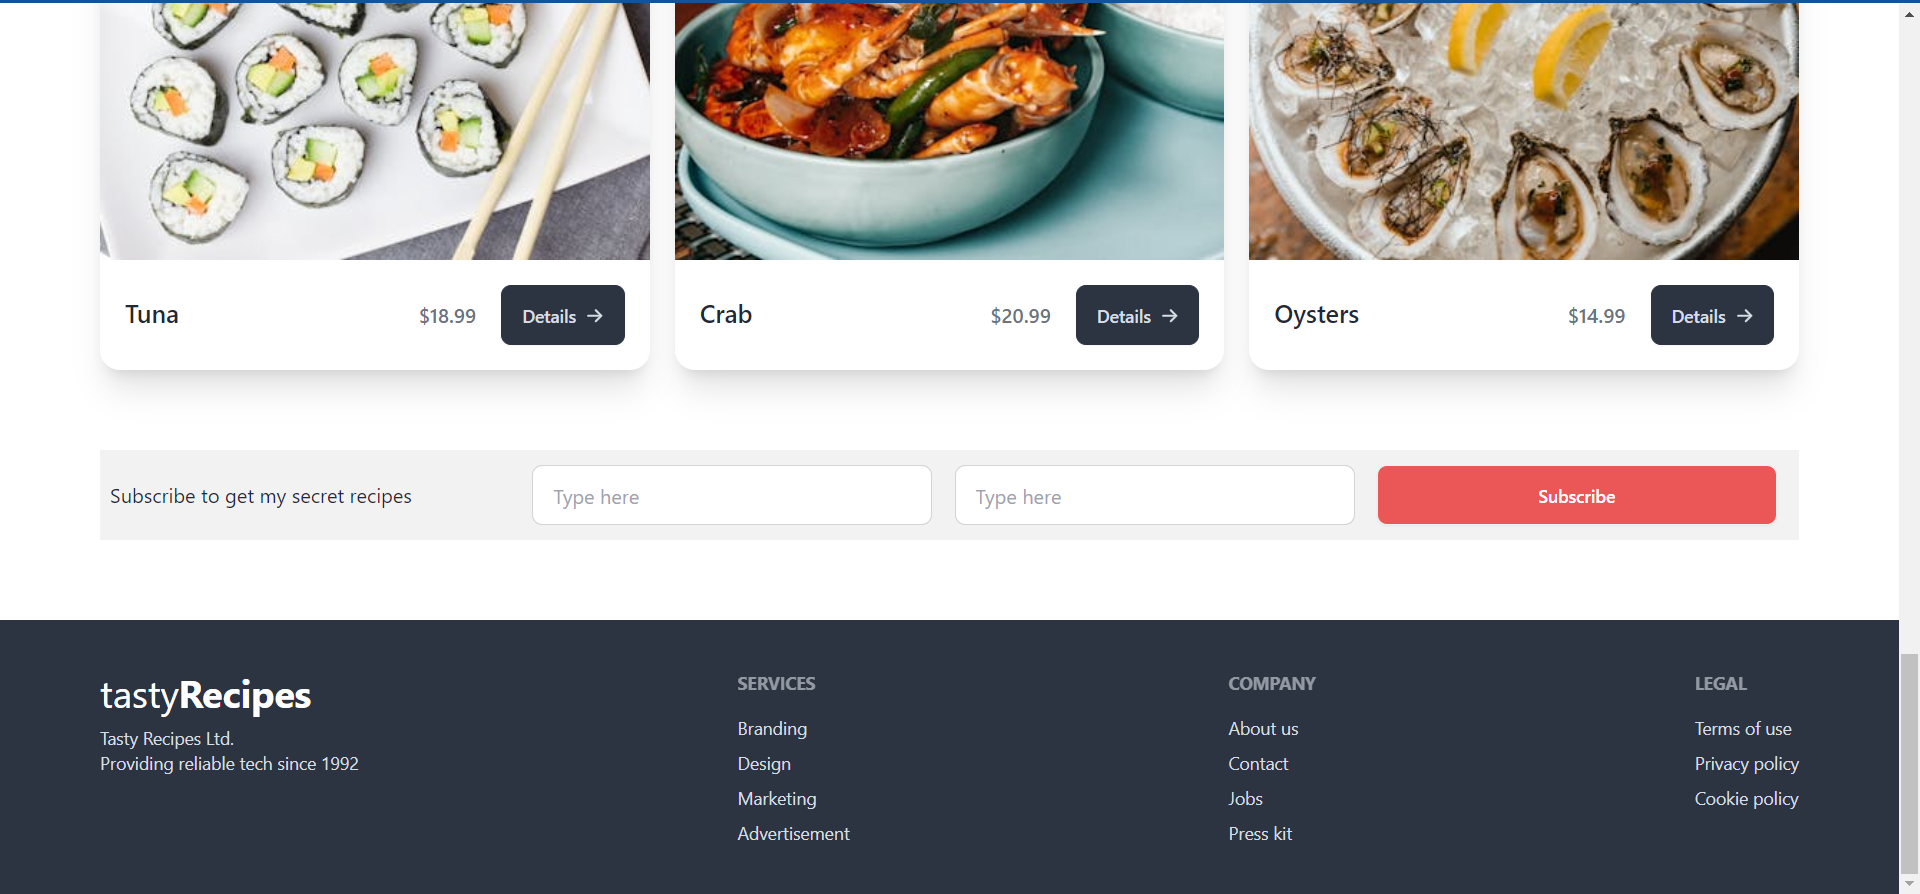 Tuna
$18.99
Details
Crab
$20.99
Details
Oysters
$14.99
Details
Subscribe to get my secret recipes
Type here
Type here
Subscribe
tastyRecipes
Tasty Recipes Ltd.
Providing reliable tech since 1992
SERVICES
Branding
Design
Marketing
Advertisement
COMPANY
About us
Contact
Jobs
Press kit
LEGAL
Terms of use
Privacy policy
Cookie policy